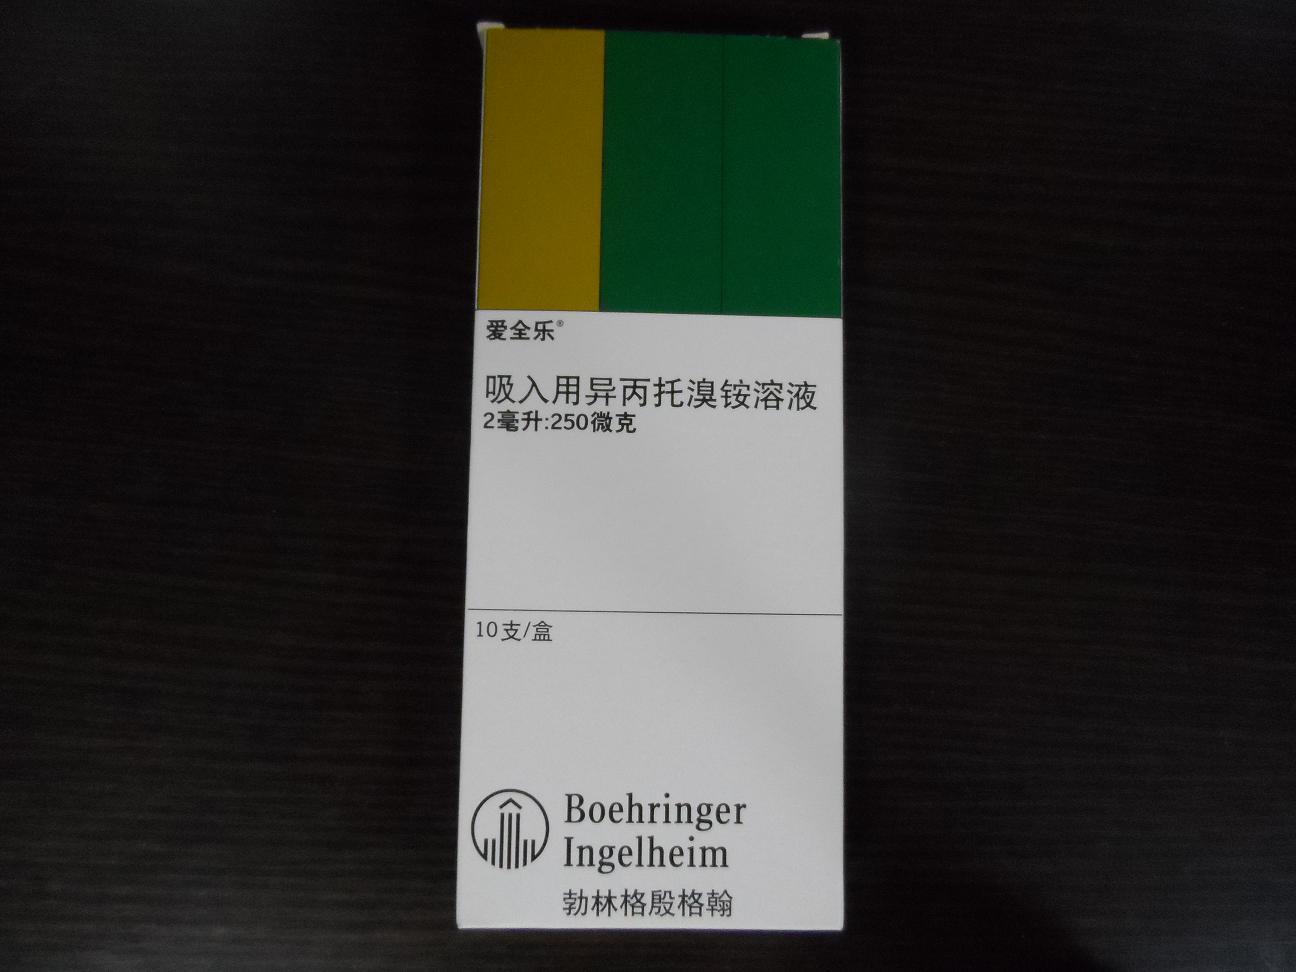 爱全乐®
吸入用异丙托溴铵溶液
2毫升:250微克
10支/盒
Boehringer
Ingelheim
勃林格殷格翰